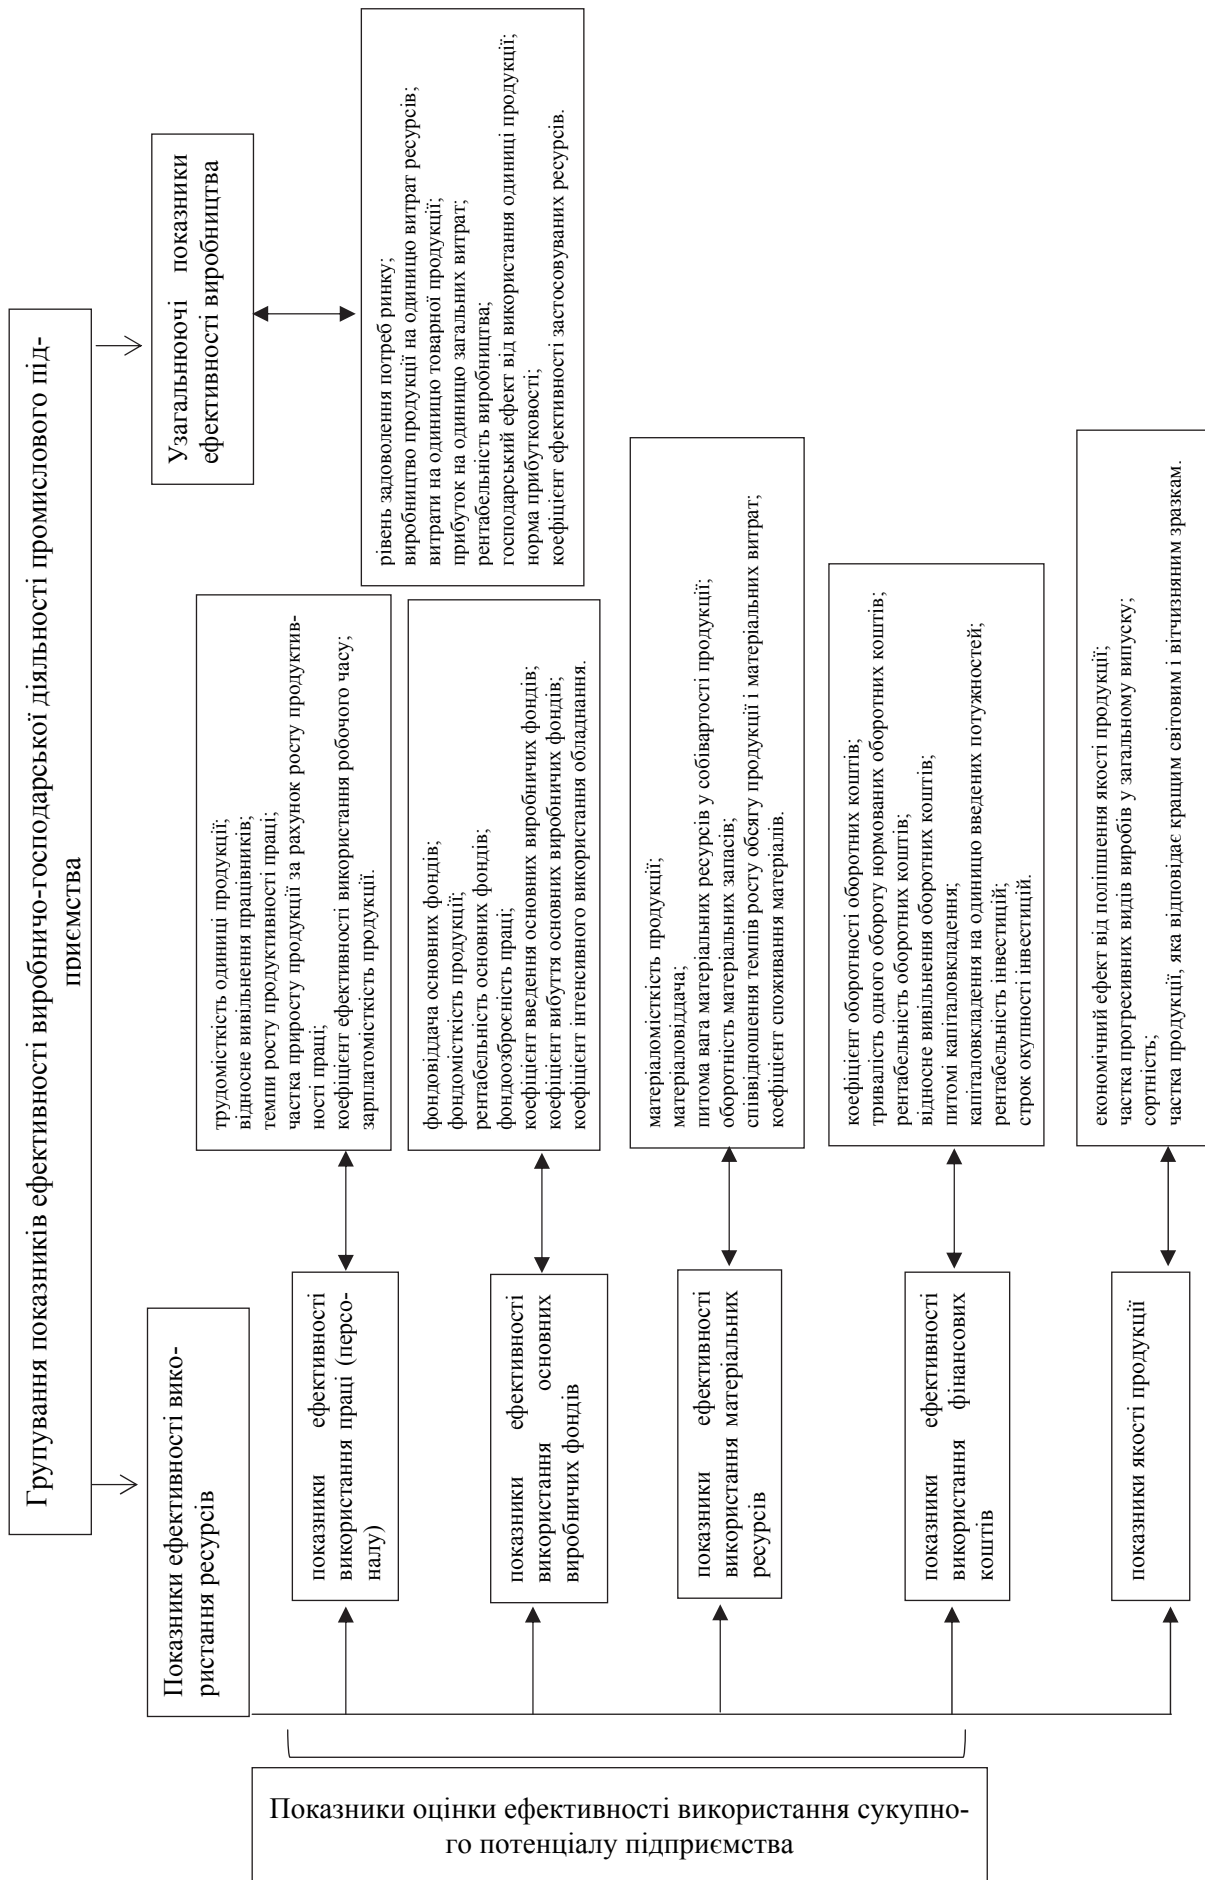 Групування показників ефективності виробничо-господарської діяльності промислового під-
приємства
Показники ефективності вико-
ристання ресурсів
Узагальнюючі показники
ефективності виробництва
рівень задоволення потреб ринку;
виробництво продукції на одиницю витрат ресурсів;
витрати на одиницю товарної продукції;
прибуток на одиницю загальних витрат;
рентабельність виробництва;
господарський ефект від використання одиниці продукції;
норма прибутковості;
коефіцієнт ефективності застосовуваних ресурсів.
показники ефективності
використання праці (персо-
налу)
трудомісткість одиниці продукції;
відносне вивільнення працівників;
темпи росту продуктивності праці;
частка приросту продукції за рахунок росту продуктив-
ності праці;
коефіцієнт ефективності використання робочого часу;
зарплатомісткість продукції.
показники ефективності
використання основних
виробничих фондів
фондовіддача основних фондів;
фондомісткість продукції;
рентабельність основних фондів;
фондоозброєність праці;
коефіцієнт введення основних виробничих фондів;
коефіцієнт вибуття основних виробничих фондів;
коефіцієнт інтенсивного використання обладнання.
показники ефективності
використання матеріальних
ресурсів
матеріаломісткість продукції;
матеріаловіддача;
питома вага матеріальних ресурсів у собівартості продукції;
оборотність матеріальних запасів;
співвідношення темпів росту обсягу продукції і матеріальних витрат;
коефіцієнт споживання матеріалів.
показники ефективності
використання фінансових
коштів
коефіцієнт оборотності оборотних коштів;
тривалість одного обороту нормованих оборотних коштів;
рентабельність оборотних коштів;
відносне вивільнення оборотних коштів;
питомі капіталовкладення;
капіталовкладення на одиницю введених потужностей;
рентабельність інвестицій;
строк окупності інвестицій.
показники якості продукції
економічний ефект від поліпшення якості продукції;
частка прогресивних видів виробів у загальному випуску;
сортність;
частка продукції, яка відповідає кращим світовим і вітчизняним зразкам.
Показники оцінки ефективності використання сукупно-
го потенціалу підприємства